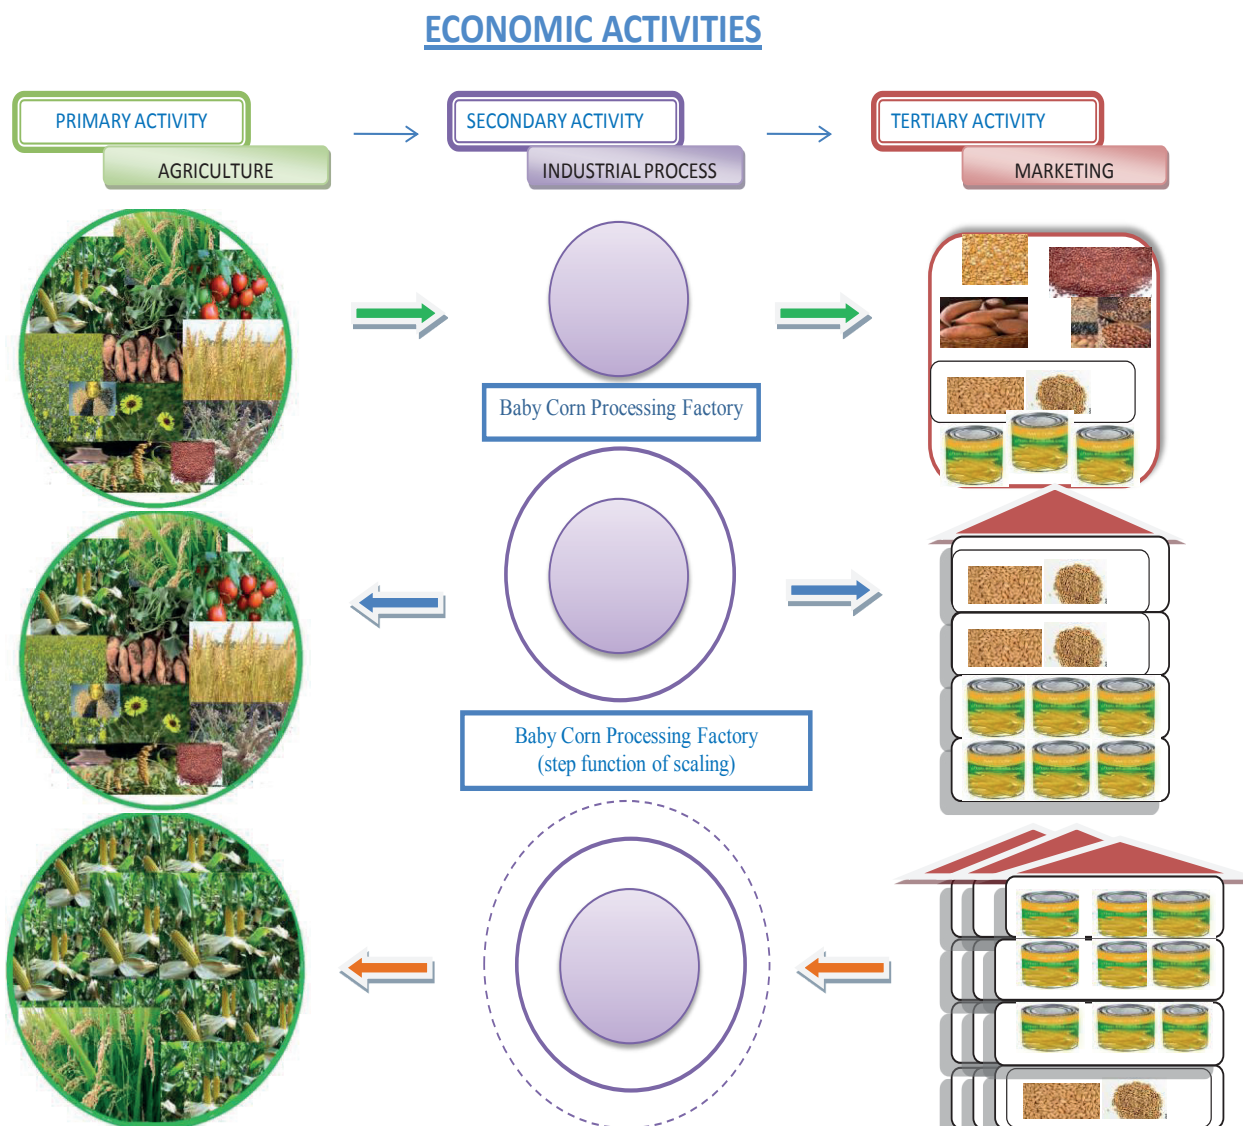 ECONOMIC ACTIVITIES
PRIMARY ACTIVITY
SECONDARY ACTIVITY
TERTIARY ACTIVITY
AGRICULTURE
INDUSTRIAL PROCESS
MARKETING
Baby Corn Processing Factory
Baby Corn Processing Factory
(step function of scaling)